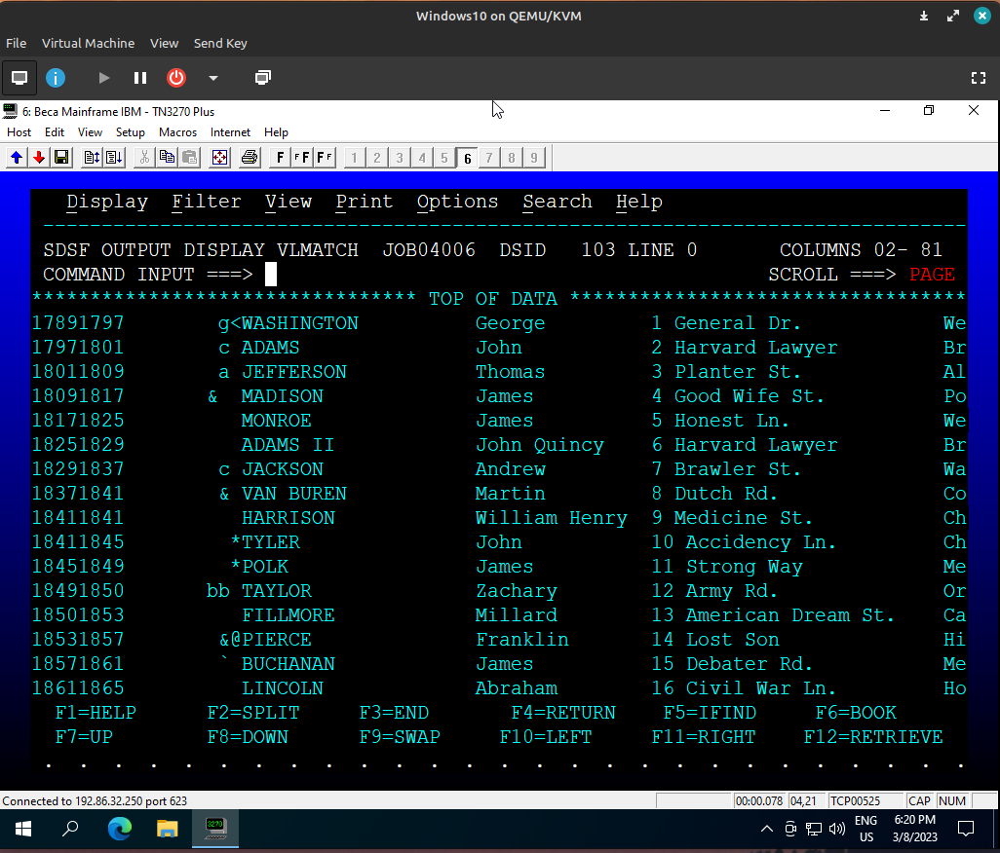 Windows10 on QEMU/KVM
File Virtual Machine View Send Key
6: Beca Mainframe IBM - TN3270 Plus
Host Edit View Setup Macros Internet Help
F FF FF 1 2 3 4 5 6 7 8 9
Display Filter View Print Options Search Help
-------------------------------------------------------------------------------
SDSF OUTPUT DISPLAY VLMATCH JOB04006 DSID 103 LINE 0 COLUMNS 02- 81
COMMAND INPUT ===> SCROLL ===> PAGE
********************************* TOP OF DATA **********************************
17891797 g<WASHINGTON George 1 General Dr. We
17971801 c ADAMS John 2 Harvard Lawyer Br
18011809 a JEFFERSON Thomas 3 Planter St. Al
18091817 & MADISON James 4 Good Wife St. Po
18171825 MONROE James 5 Honest Ln. We
18251829 ADAMS II John Quincy 6 Harvard Lawyer Br
18291837 c JACKSON Andrew 7 Brawler St. Wa
18371841 & VAN BUREN Martin 8 Dutch Rd. Co
18411841 HARRISON William Henry 9 Medicine St. Ch
18411845 *TYLER John 10 Accidency Ln. Ch
18451849 *POLK James 11 Strong Way Me
18491850 bb TAYLOR Zachary 12 Army Rd. Or
18501853 FILLMORE Millard 13 American Dream St. Ca
18531857 &@PIERCE Franklin 14 Lost Son Hi
18571861 ` BUCHANAN James 15 Debater Rd. Me
18611865 LINCOLN Abraham 16 Civil War Ln. Ho
F1=HELP F2=SPLIT F3=END F4=RETURN F5=IFIND F6=BOOK
F7=UP F8=DOWN F9=SWAP F10=LEFT F11=RIGHT F12=RETRIEVE
. . . . . . . . . . . . . . . . . . . . . . . . . . .
Connected to 192.86.32.250 port 623 00:00.078 04,21 TCP00525 CAP NUM
3270 ENG US 6:20 PM 3/8/2023